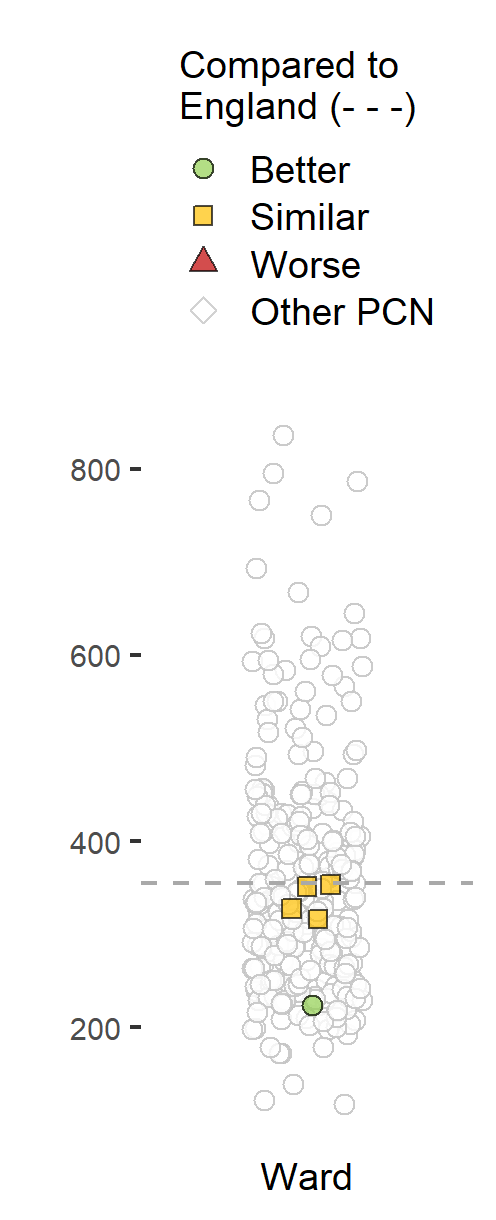 Compared to
England (- - -)
Better
Similar
Worse
Other PCN
800
600
400
200
Ward